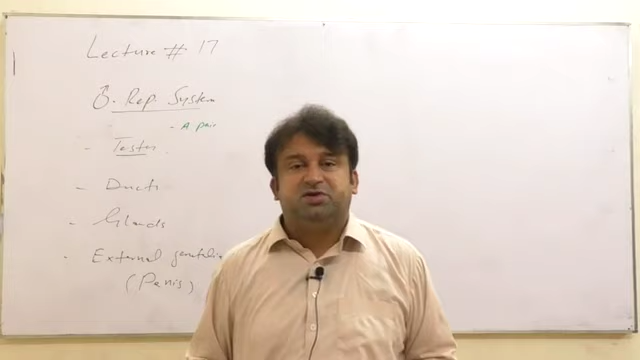 Lecture # 17
♂. Rep. System
- A pair
- Testes
- Ducts
- Glands
- External genitalia
(Penis)